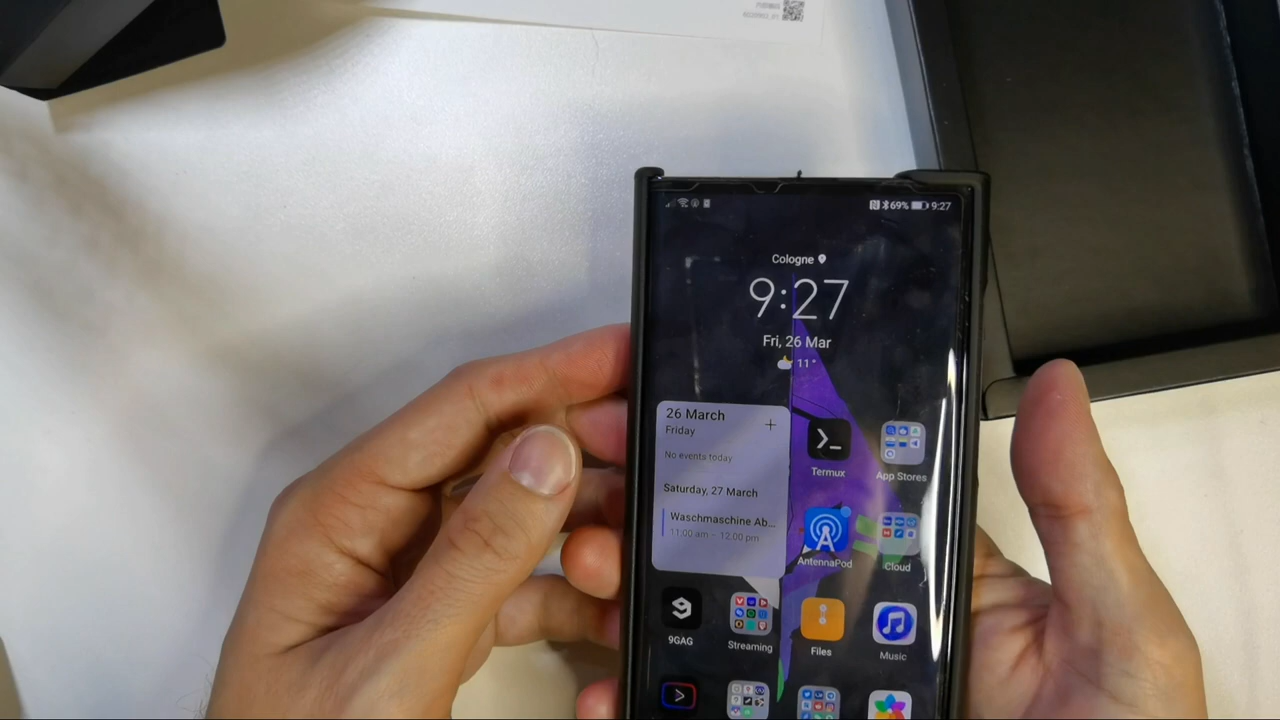 69% 9:27
Cologne
9:27
Fri, 26 Mar
11°
26 March
Friday
+
No events today
Saturday, 27 March
Waschmaschine Ab...
11:00 am – 12:00 pm
>_
Termux
App Stores
AntennaPod
Cloud
9GAG
Streaming
Files
Music